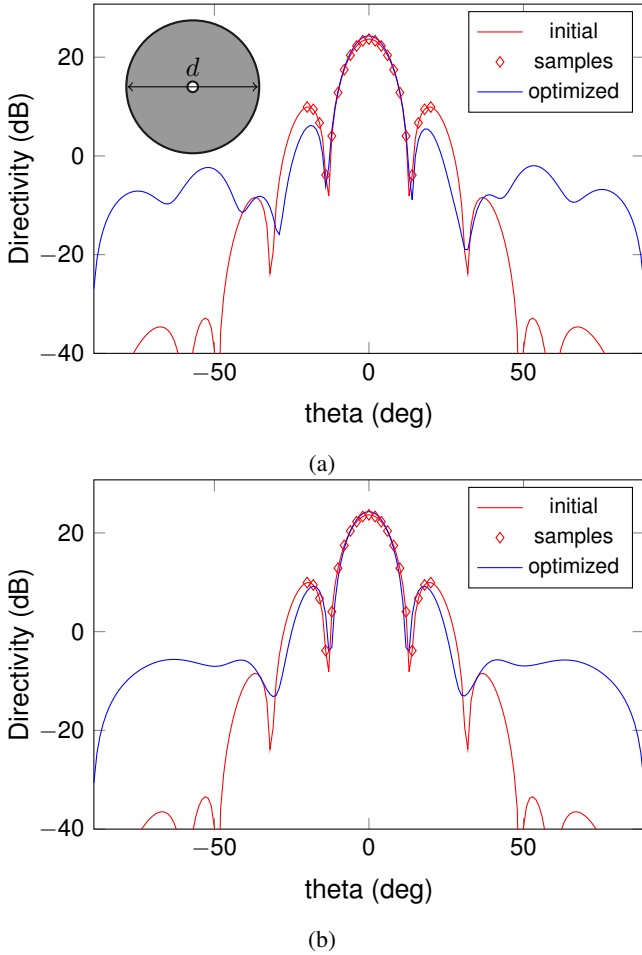 20
0
−20
−40
Directivity (dB)
−50
0
50
theta (deg)
d
initial
samples
optimized
(a)
20
0
−20
−40
Directivity (dB)
−50
0
50
theta (deg)
initial
samples
optimized
(b)